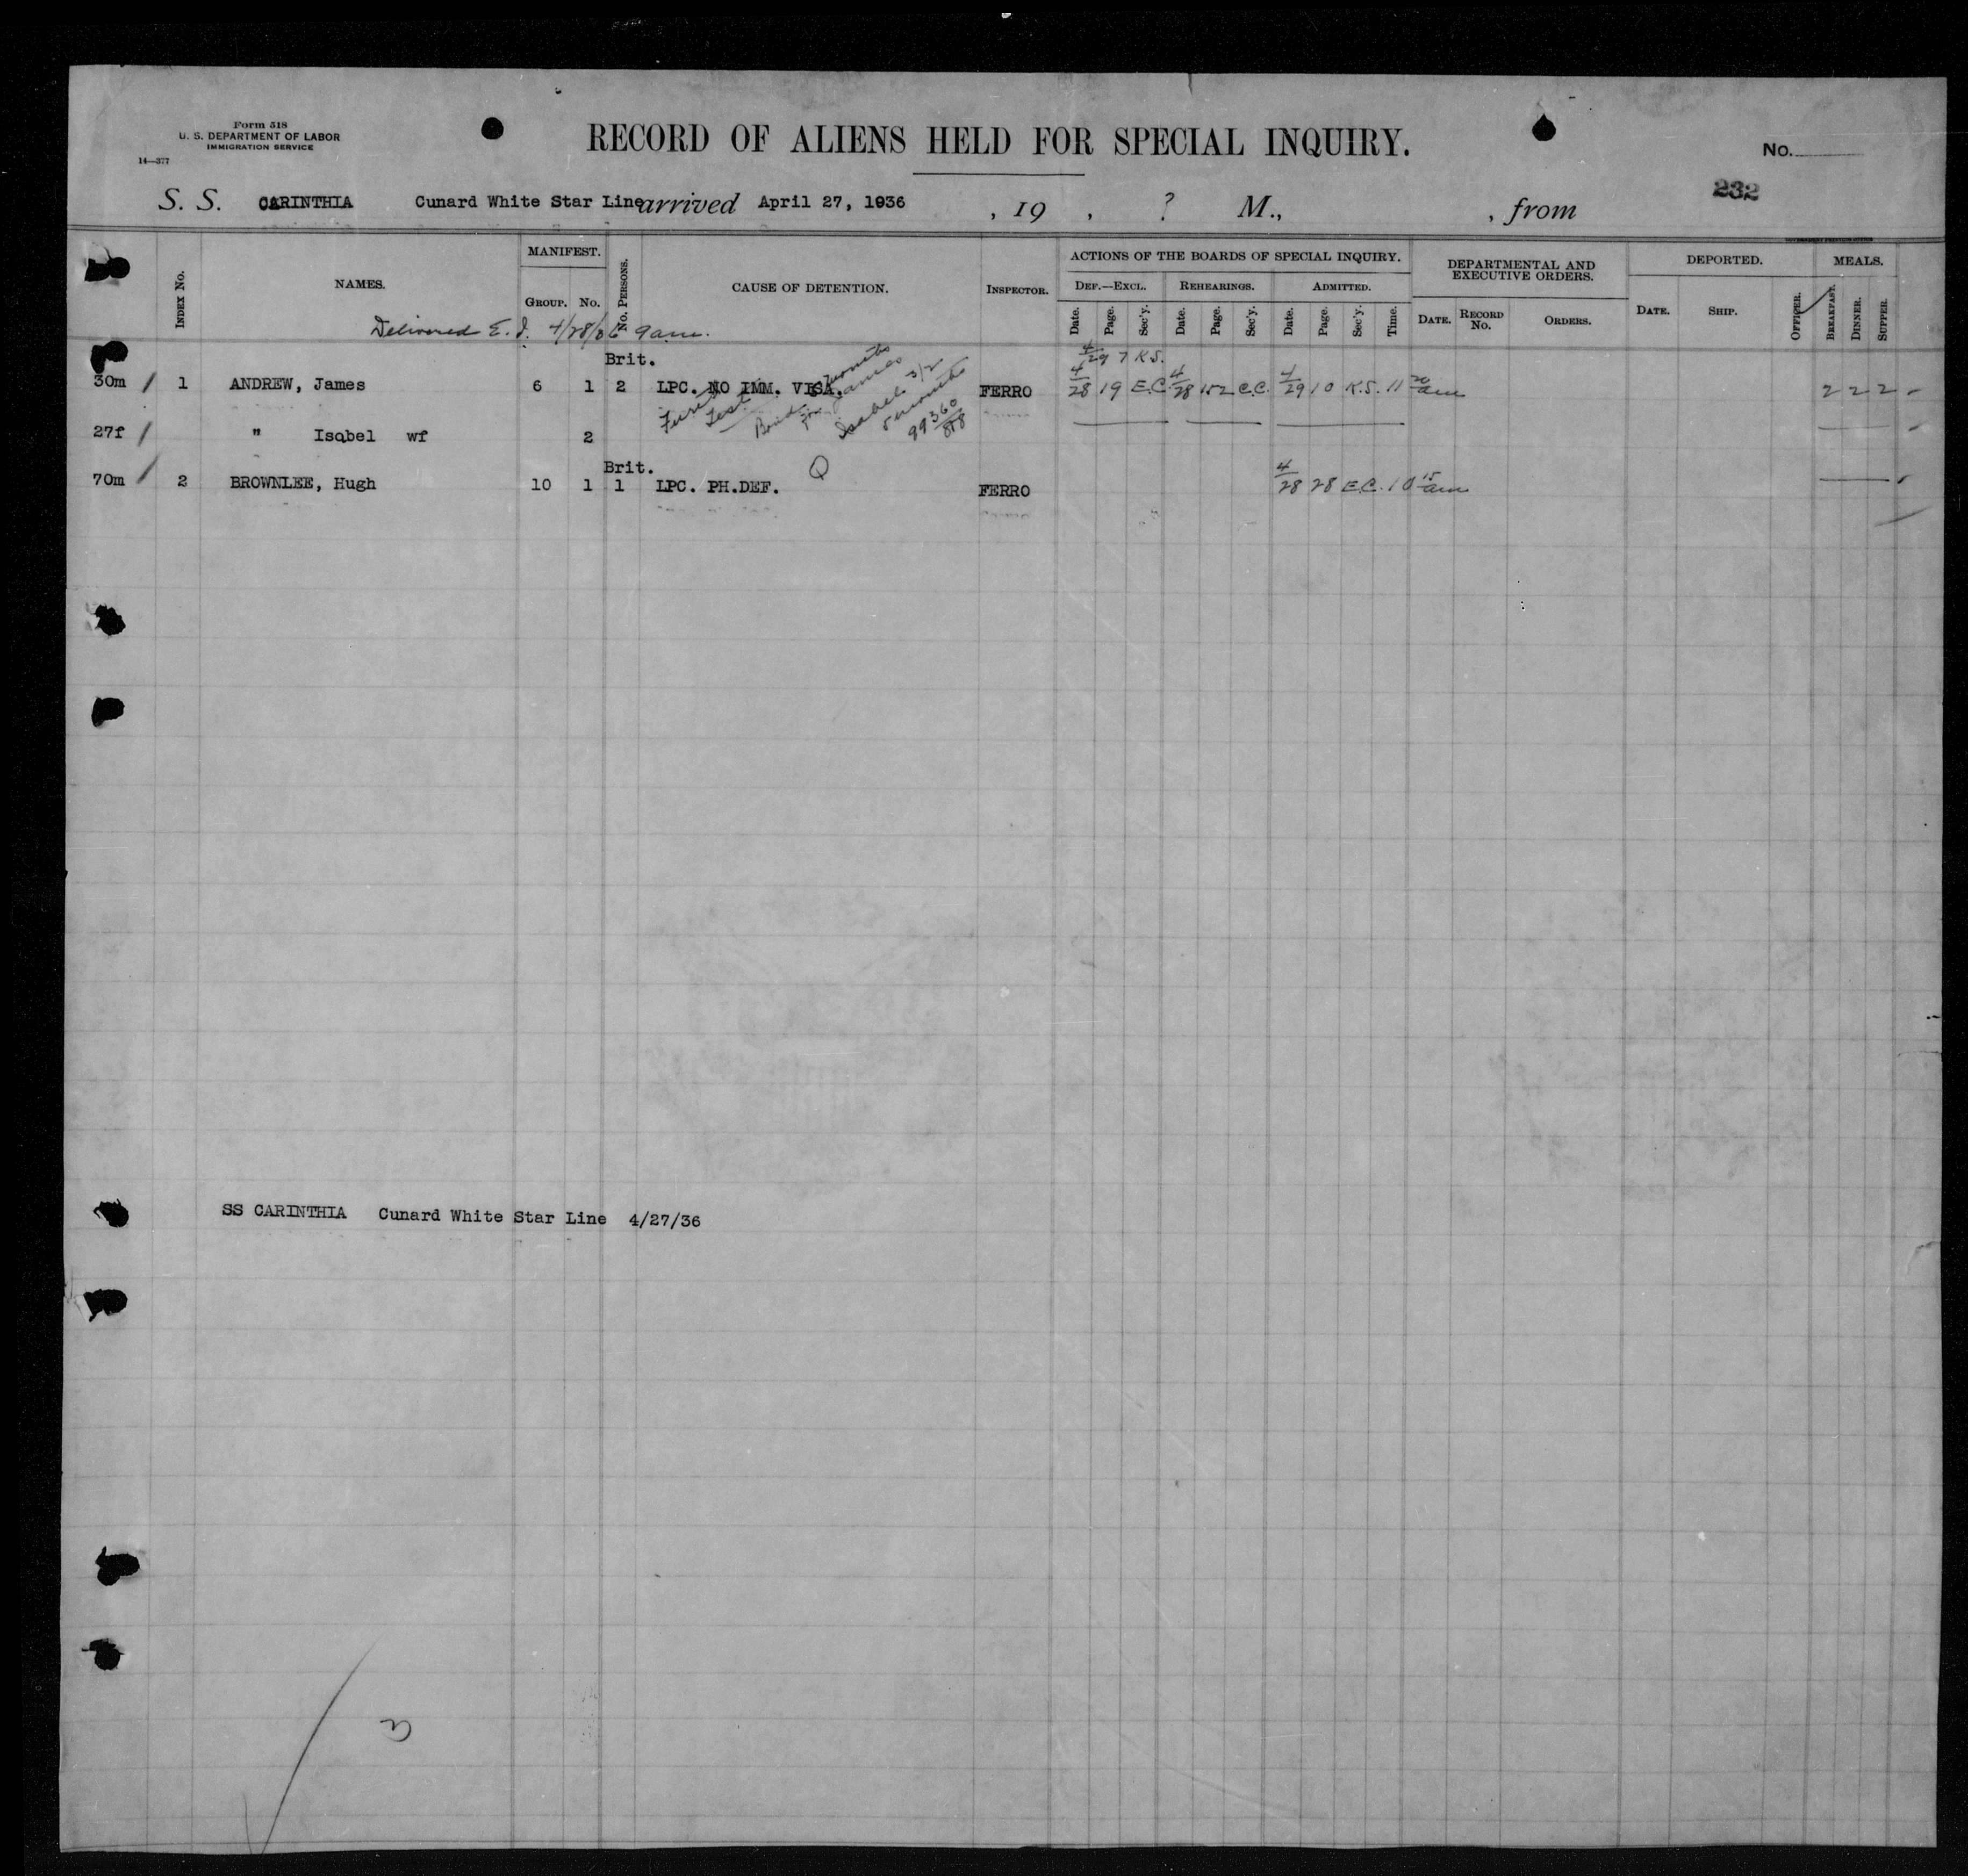 Form 518
U. S. DEPARTMENT OF LABOR
IMMIGRATION SERVICE
14—377
RECORD OF ALIENS HELD FOR SPECIAL INQUIRY.
No.
232
S. S. CARINTHIA Cunard White Star Line arrived April 27, 1936 , 19 , ? M., , from
INDEX No. NAMES. MANIFEST. GROUP. No. No. PERSONS. CAUSE OF DETENTION. INSPECTOR. ACTIONS OF THE BOARDS OF SPECIAL INQUIRY. DEPARTMENTAL AND EXECUTIVE ORDERS. DEPORTED. MEALS.
DEF.—EXCL. REHEARINGS. ADMITTED.
Date. Page. Sec'y. Date. Page. Sec'y. Date. Page. Sec'y. Time. DATE. RECORD No. ORDERS. DATE. SHIP. OFFICER. BREAKFAST. DINNER. SUPPER.
Delivered E. I. 4/28/36 9am.
Brit. 4/29 7 K.S.
30m / 1 ANDREW, James 6 1 2 LPC. NO IMM. VISA. FERRO 4/28 19 E.C. 4/28 152 C.C. 4/29 10 K.S. 11 20 am 2 2 2 -
Bond
James
Isabel
99360
27f / " Isobel wf 2
Brit. Q
70m / 2 BROWNLEE, Hugh 10 1 1 LPC. PH.DEF. FERRO 4/28 28 E.C. 10 15 am
SS CARINTHIA Cunard White Star Line 4/27/36